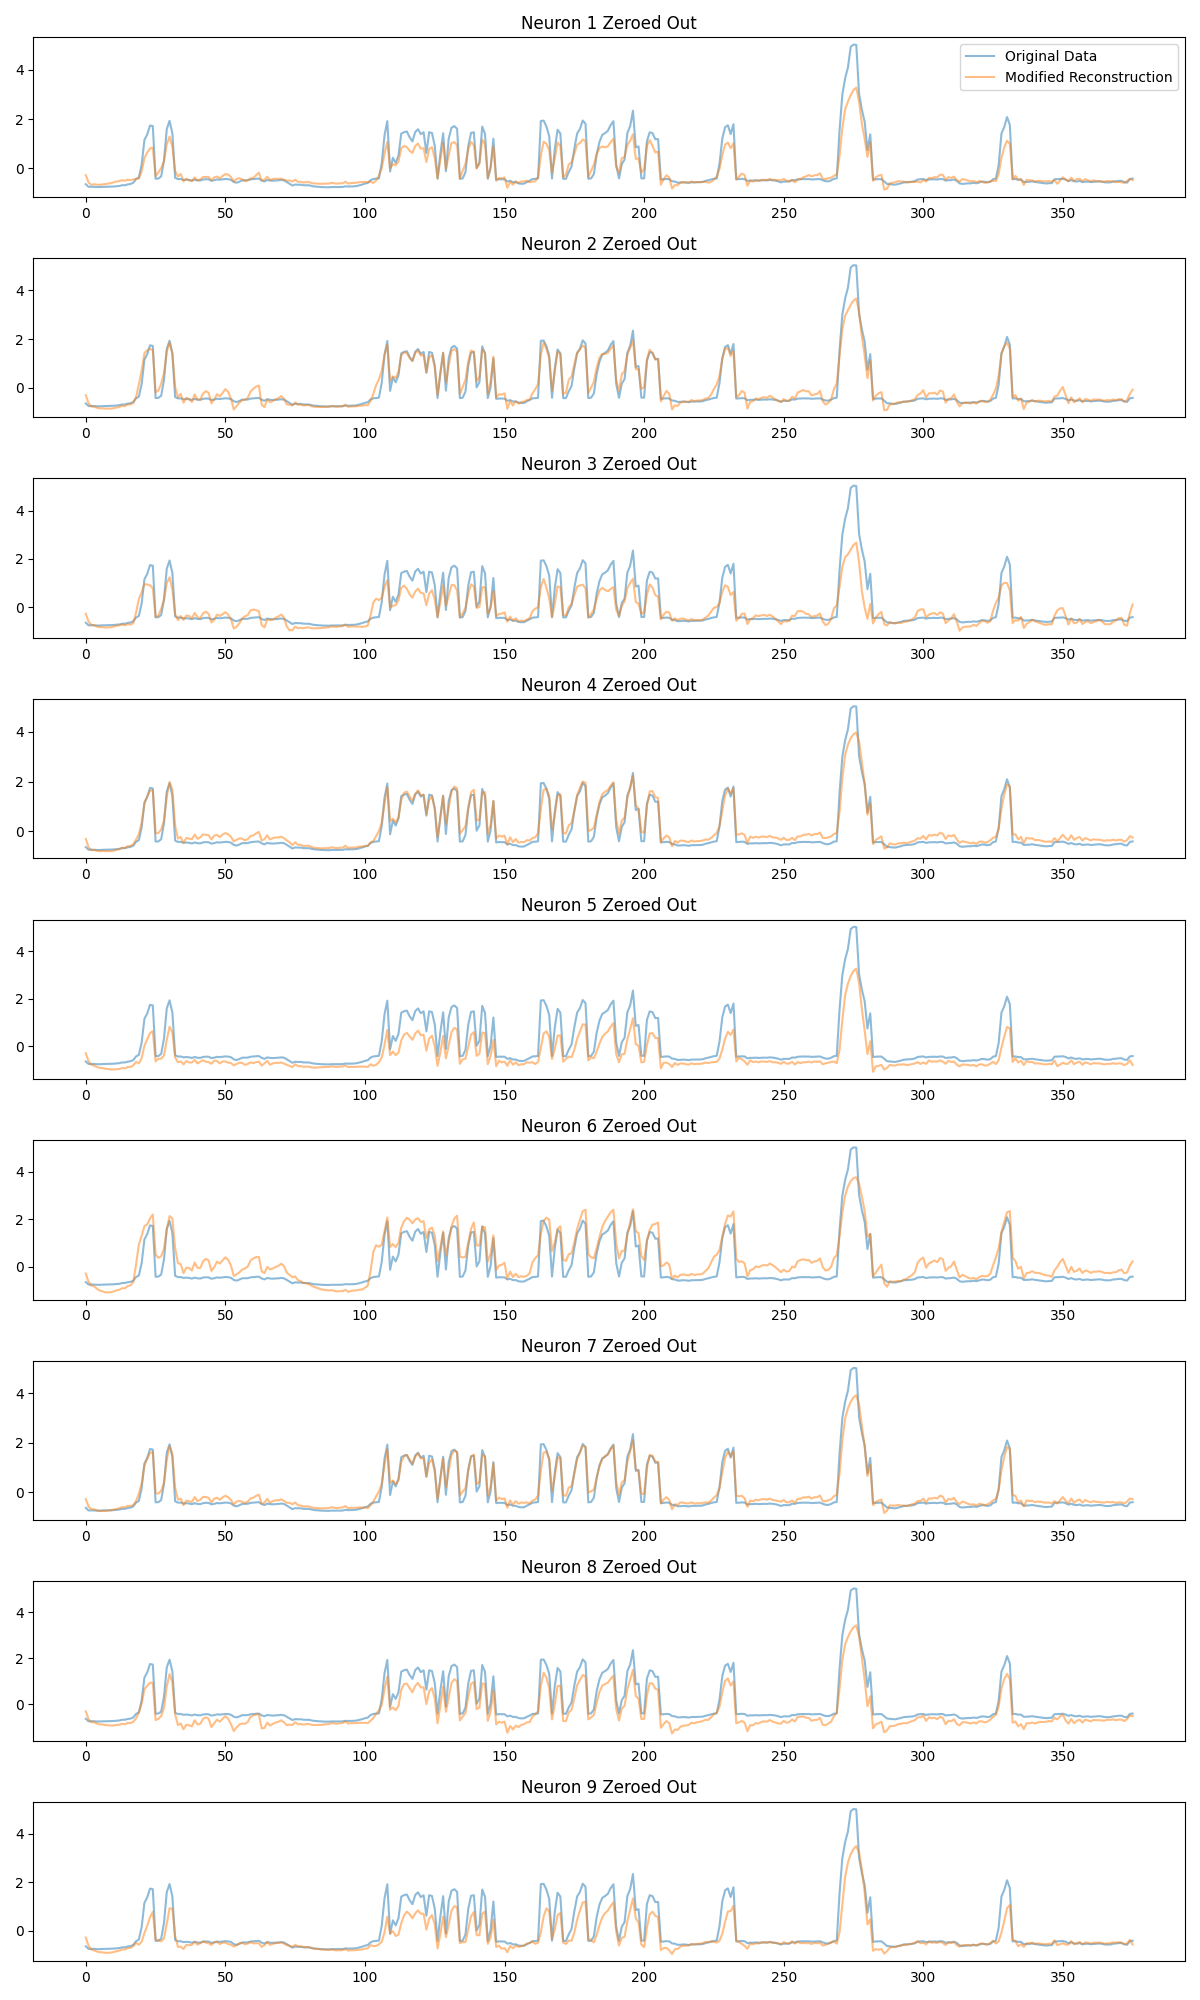 Neuron 1 Zeroed Out
Original Data
Modified Reconstruction
4
2
0
0 50 100 150 200 250 300 350
Neuron 2 Zeroed Out
4
2
0
0 50 100 150 200 250 300 350
Neuron 3 Zeroed Out
4
2
0
0 50 100 150 200 250 300 350
Neuron 4 Zeroed Out
4
2
0
0 50 100 150 200 250 300 350
Neuron 5 Zeroed Out
4
2
0
0 50 100 150 200 250 300 350
Neuron 6 Zeroed Out
4
2
0
0 50 100 150 200 250 300 350
Neuron 7 Zeroed Out
4
2
0
0 50 100 150 200 250 300 350
Neuron 8 Zeroed Out
4
2
0
0 50 100 150 200 250 300 350
Neuron 9 Zeroed Out
4
2
0
0 50 100 150 200 250 300 350